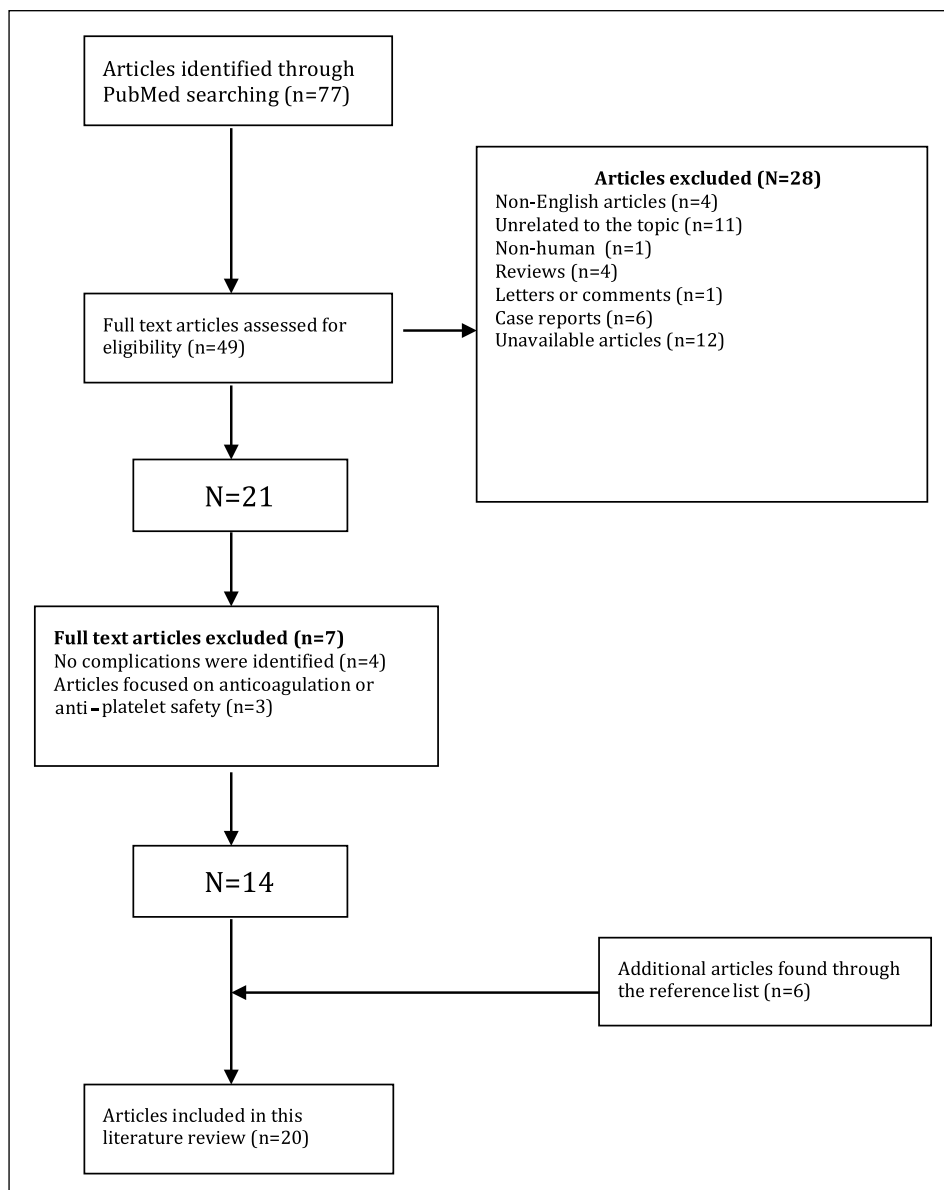 Articles identified through
PubMed searching (n=77)
Articles excluded (N=28)
Non-English articles (n=4)
Unrelated to the topic (n=11)
Non-human (n=1)
Reviews (n=4)
Letters or comments (n=1)
Case reports (n=6)
Unavailable articles (n=12)
Full text articles assessed for
eligibility (n=49)
N=21
Full text articles excluded (n=7)
No complications were identified (n=4)
Articles focused on anticoagulation or
anti-platelet safety (n=3)
N=14
Additional articles found through
the reference list (n=6)
Articles included in this
literature review (n=20)